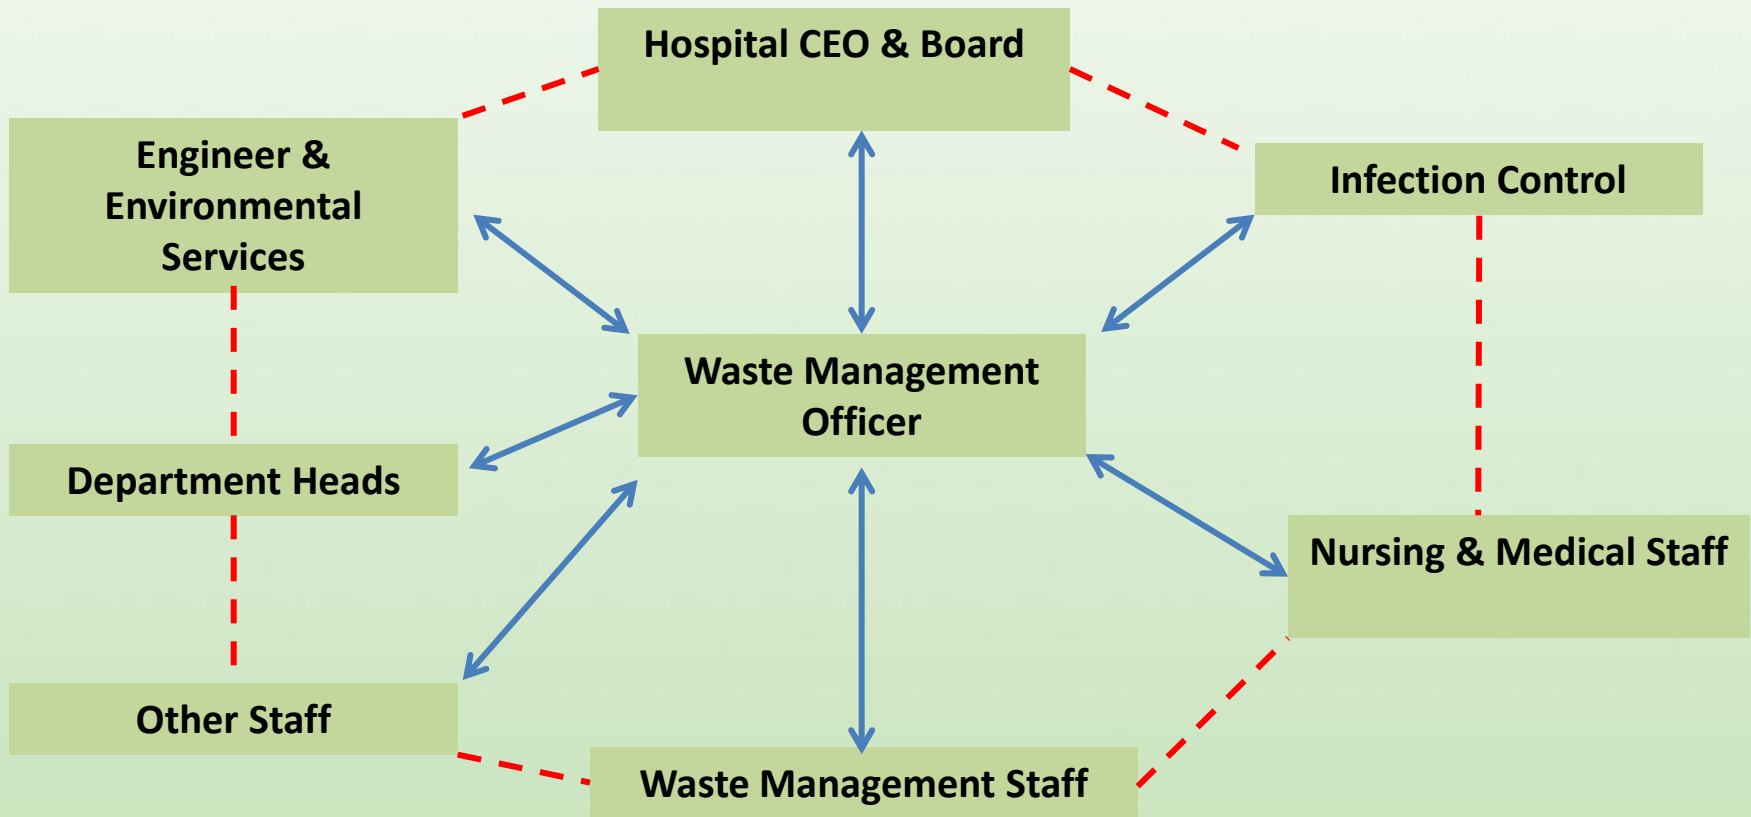 Hospital CEO & Board
Engineer &
Environmental
Services
Infection Control
Waste Management
Officer
Department Heads
Nursing & Medical Staff
Other Staff
Waste Management Staff